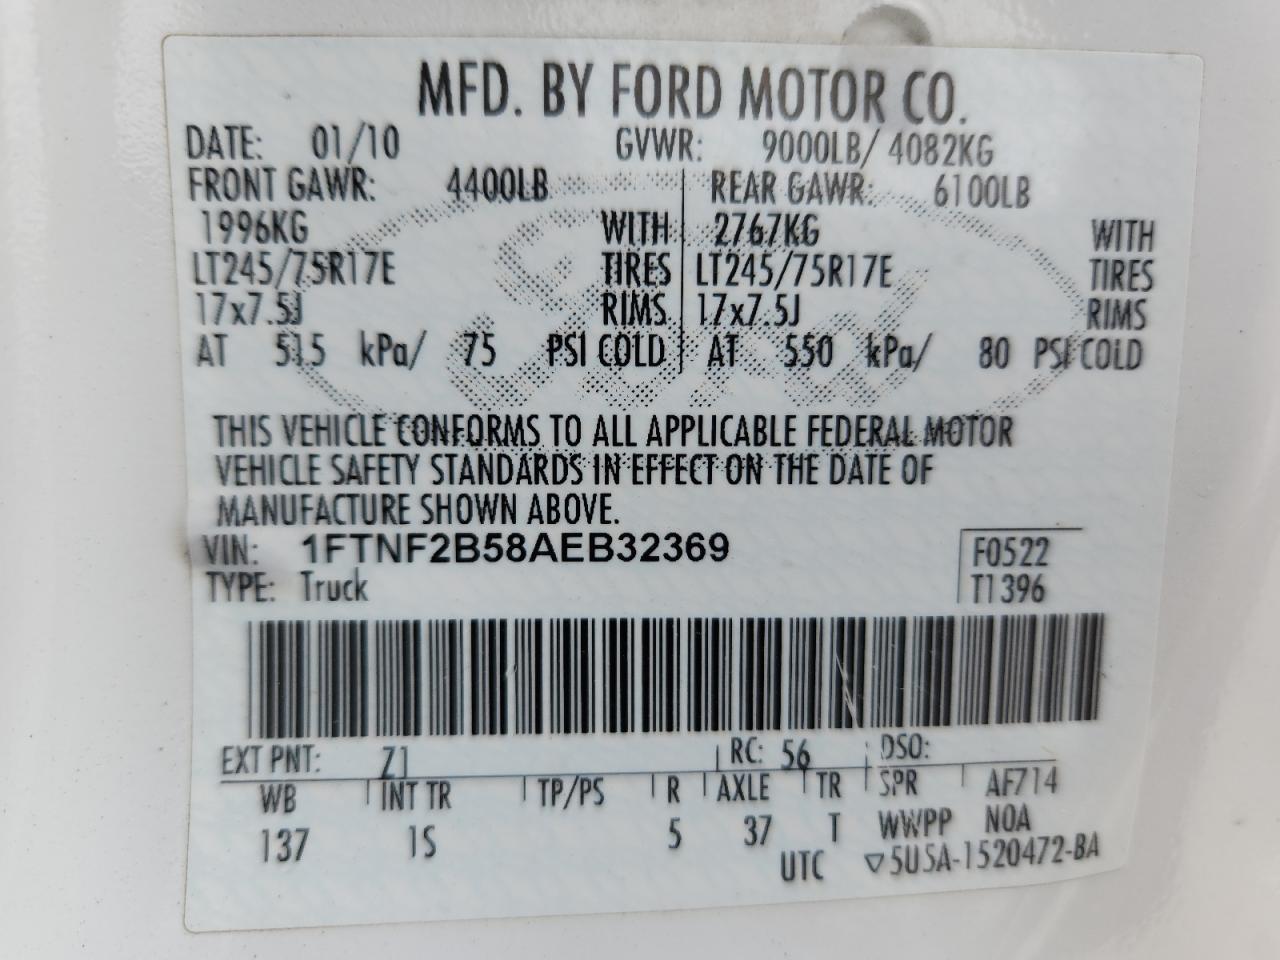 MFD. BY FORD MOTOR CO.
DATE: 01/10 GVWR: 9000LB/ 4082KG
FRONT GAWR: 4400LB REAR GAWR: 6100LB
1996KG WITH 2767KG WITH
LT245/75R17E TIRES LT245/75R17E TIRES
17x7.5J RIMS 17x7.5J RIMS
AT 515 kPa/ 75 PSI COLD AT 550 kPa/ 80 PSI COLD
Ford
THIS VEHICLE CONFORMS TO ALL APPLICABLE FEDERAL MOTOR
VEHICLE SAFETY STANDARDS IN EFFECT ON THE DATE OF
MANUFACTURE SHOWN ABOVE.
VIN: 1FTNF2B58AEB32369 F0522
TYPE: Truck T1396
EXT PNT: Z1 RC: 56 DSO:
WB INT TR TP/PS R AXLE TR SPR AF714
137 1S 5 37 T WWPP NOA
UTC ▽5U5A-1520472-BA